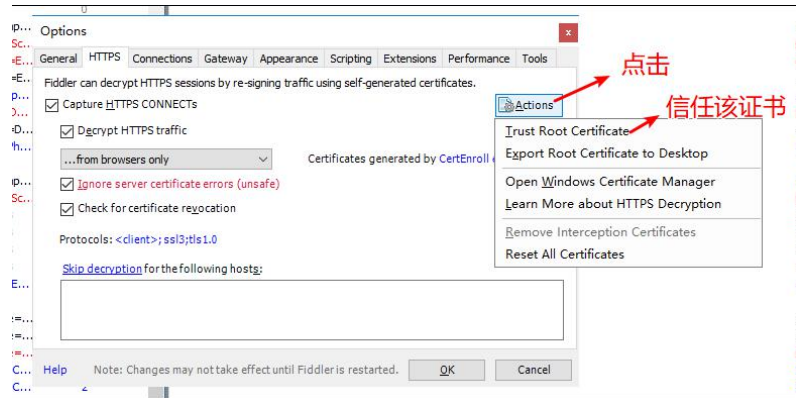 Options
General HTTPS Connections Gateway Appearance Scripting Extensions Performance Tools
点击
Fiddler can decrypt HTTPS sessions by re-signing traffic using self-generated certificates.
Capture HTTPS CONNECTs
Actions
信任该证书
Decrypt HTTPS traffic
Trust Root Certificate
...from browsers only
Certificates generated by CertEnroll
Export Root Certificate to Desktop
Ignore server certificate errors (unsafe)
Open Windows Certificate Manager
Check for certificate revocation
Learn More about HTTPS Decryption
Protocols: <client>; ssl3;tls1.0
Remove Interception Certificates
Reset All Certificates
Skip decryption for the following hosts:
Help
Note: Changes may not take effect until Fiddler is restarted.
OK
Cancel